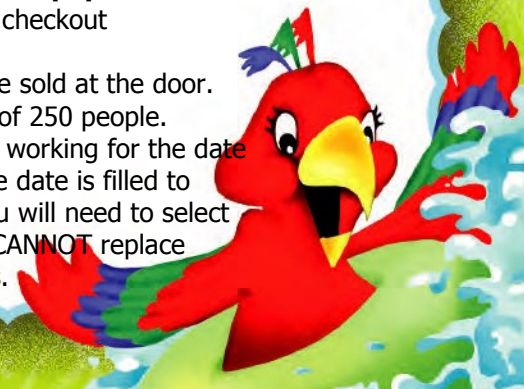 checkout
e sold at the door.
of 250 people.
working for the date
e date is filled to
u will need to select
CANNOT replace
s.